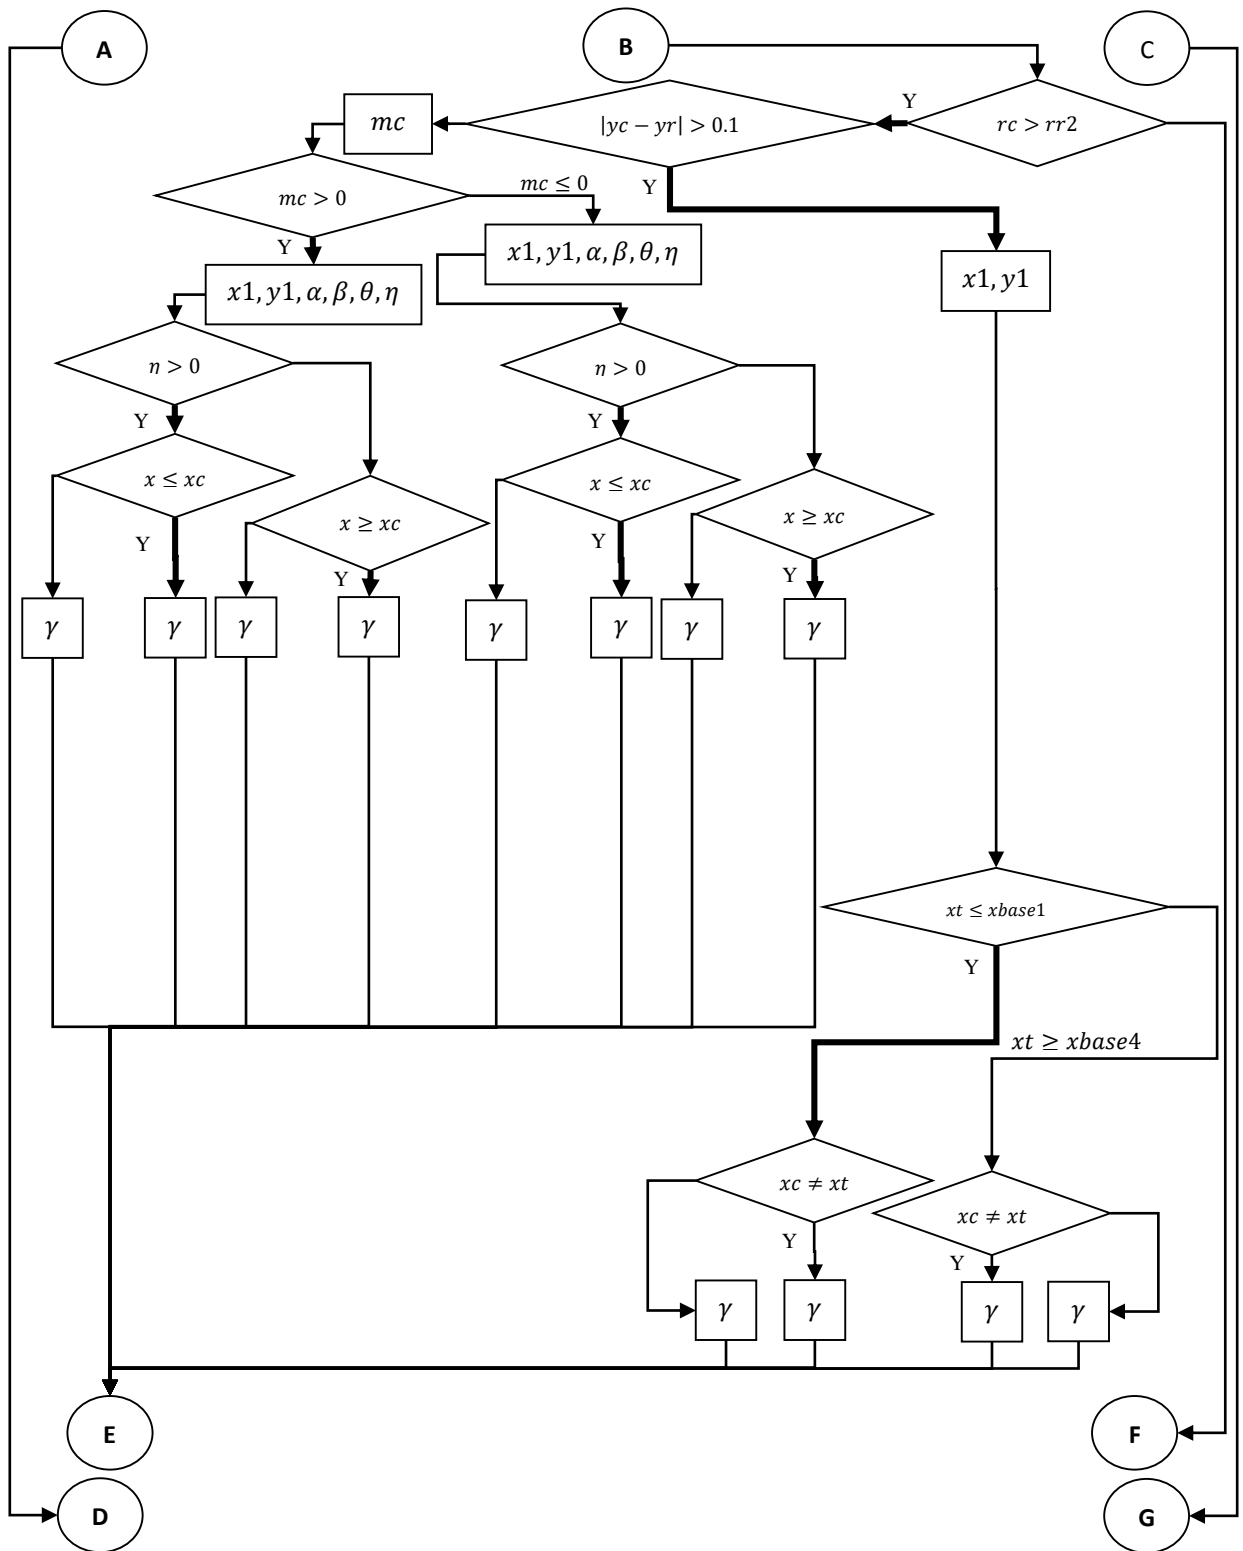 A
B
C
mc
|yc − yr| > 0.1
Y
rc > rr2
mc > 0
mc ≤ 0
Y
Y
x1, y1, α, β, θ, η
x1, y1
x1, y1, α, β, θ, η
n > 0
n > 0
Y
Y
x ≤ xc
x ≤ xc
x ≥ xc
x ≥ xc
Y
Y
Y
Y
γ
γ
γ
γ
γ
γ
γ
γ
xt ≤ xbase1
Y
xt ≥ xbase4
xc ≠ xt
xc ≠ xt
Y
Y
γ
γ
γ
γ
E
F
D
G